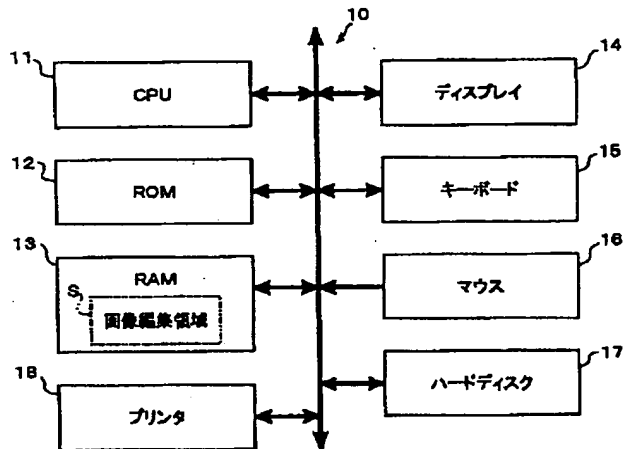 10
11
CPU
14
ディスプレイ
12
ROM
15
キーボード
13
RAM
S
画像編集領域
16
マウス
17
ハードディスク
18
プリンタ